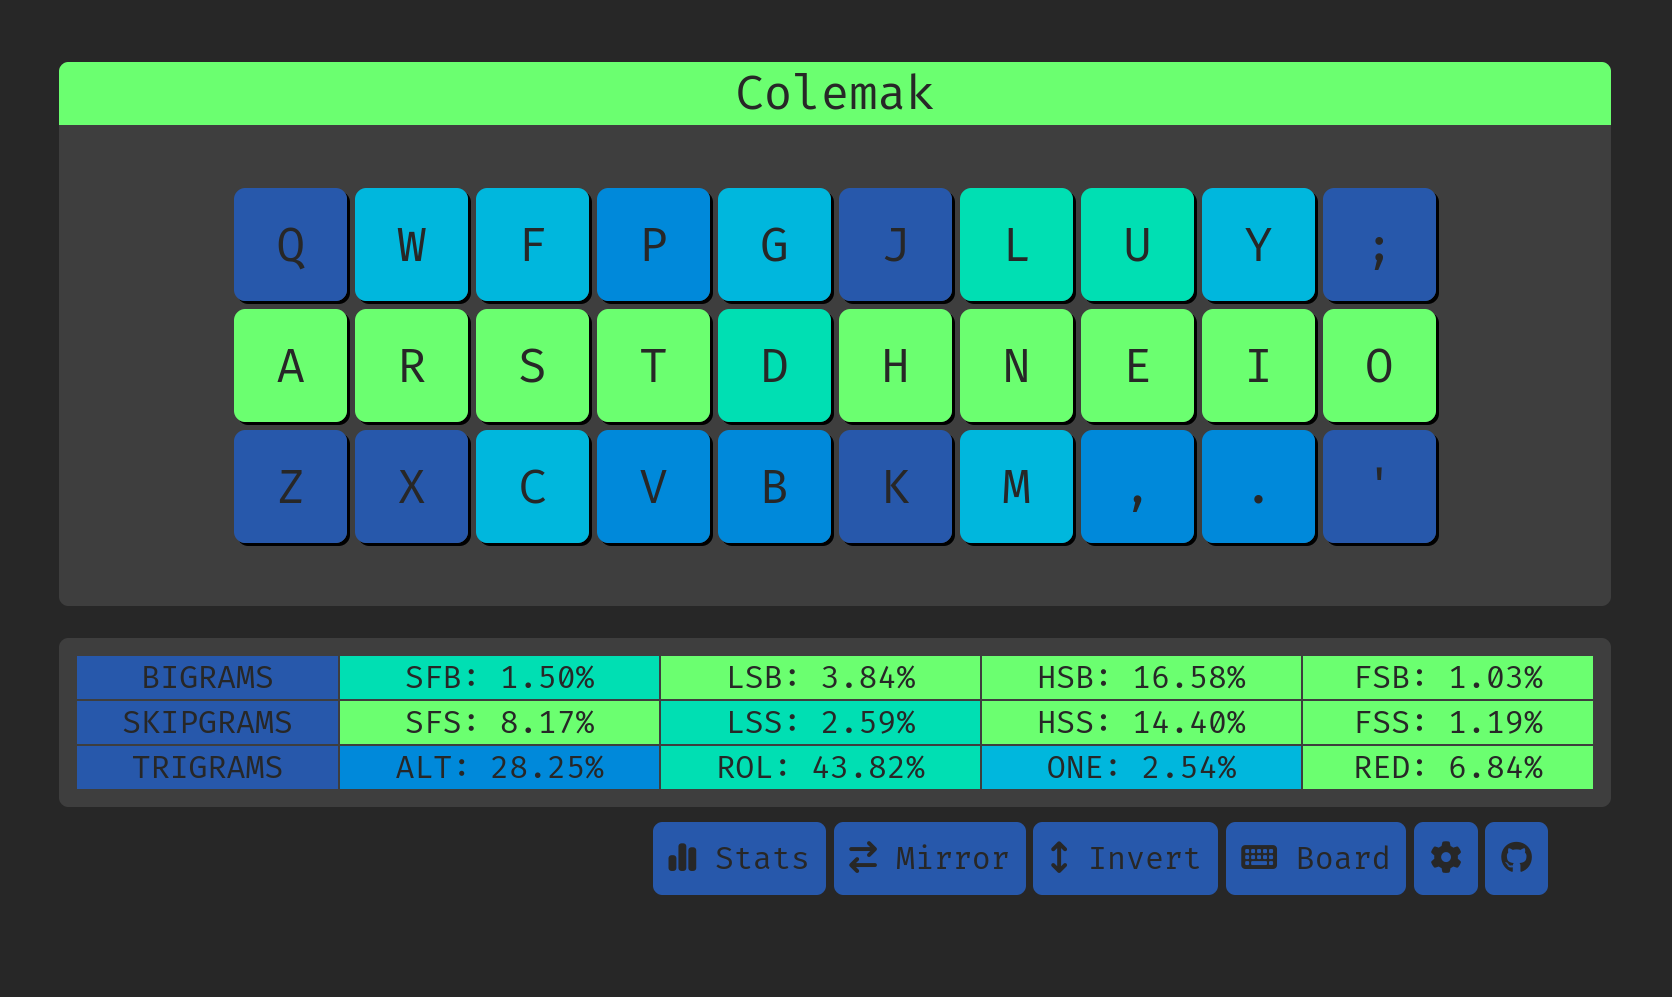 Colemak
Q W F P G J L U Y ;
A R S T D H N E I O
Z X C V B K M , . '
BIGRAMS SFB: 1.50% LSB: 3.84% HSB: 16.58% FSB: 1.03%
SKIPGRAMS SFS: 8.17% LSS: 2.59% HSS: 14.40% FSS: 1.19%
TRIGRAMS ALT: 28.25% ROL: 43.82% ONE: 2.54% RED: 6.84%
Stats Mirror Invert Board